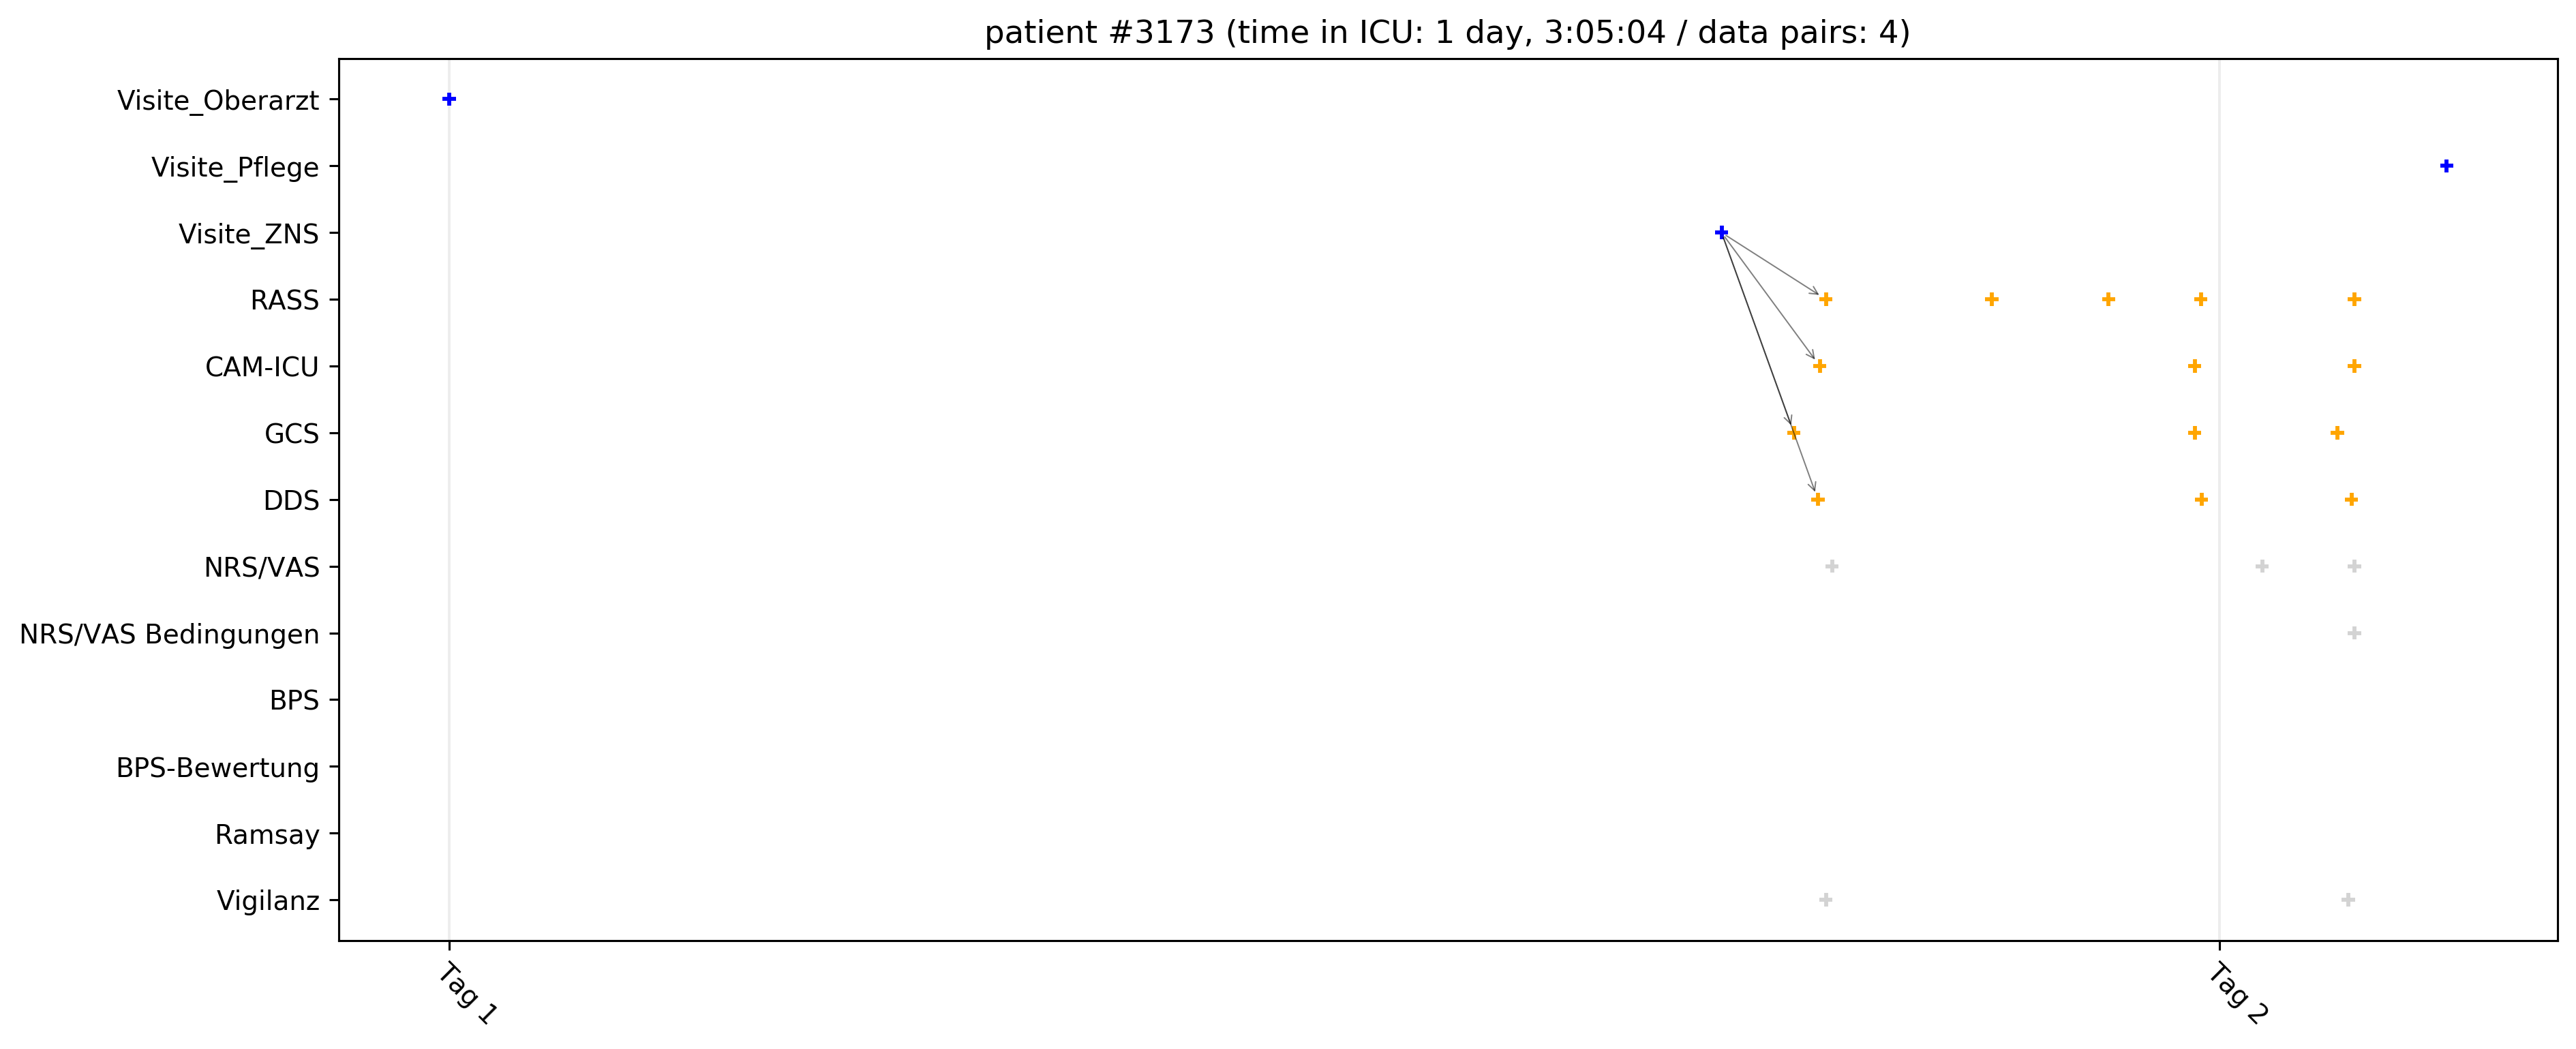 patient #3173 (time in ICU: 1 day, 3:05:04 / data pairs: 4)
Visite_Oberarzt
Visite_Pflege
Visite_ZNS
RASS
CAM-ICU
GCS
DDS
NRS/VAS
NRS/VAS Bedingungen
BPS
BPS-Bewertung
Ramsay
Vigilanz
Tag 1
Tag 2